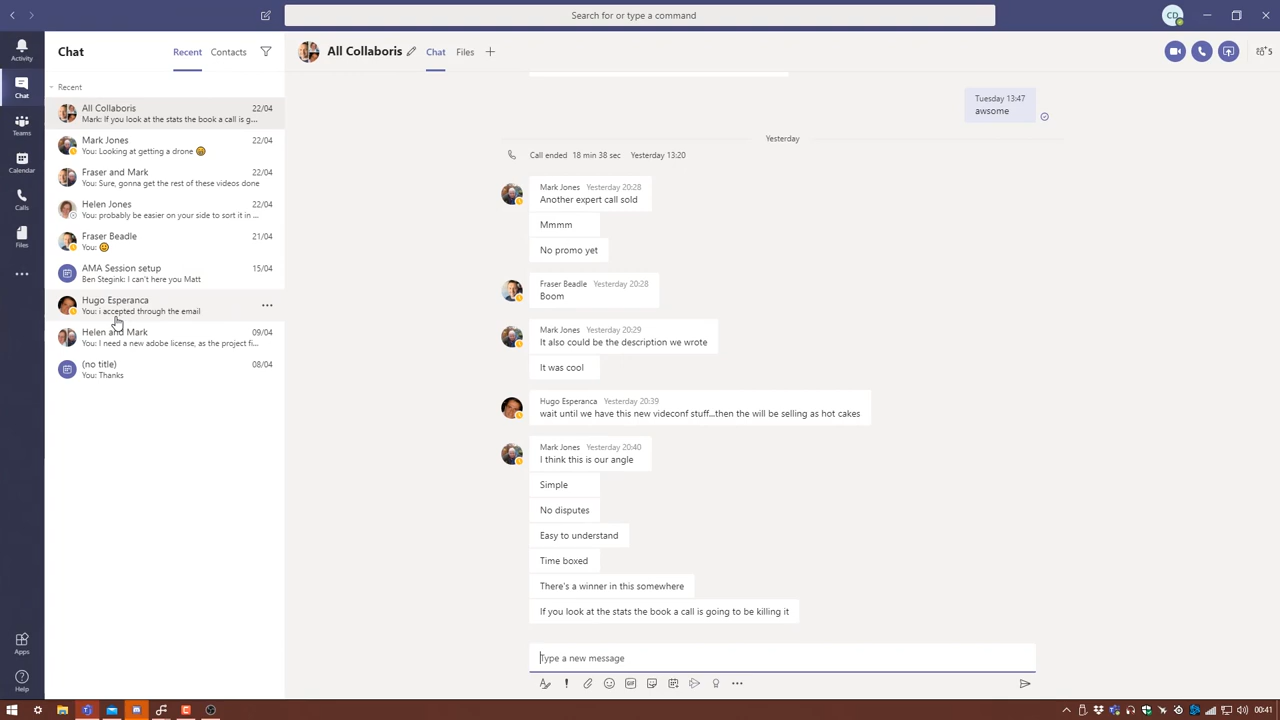 Search for or type a command
CD
Activity
Chat
Teams
Calendar
Calls
Files
Apps
Help
Chat
Recent
Contacts
Recent
All Collaboris
22/04
Mark: If you look at the stats the book a call is g...
Mark Jones
22/04
You: Looking at getting a drone 😀
Fraser and Mark
22/04
You: Sure, gonna get the rest of these videos done
Helen Jones
22/04
You: probably be easier on your side to sort it in ...
Fraser Beadle
21/04
You: 🙂
AMA Session setup
15/04
Ben Stegink: I can't here you Matt
Hugo Esperanca
You: i accepted through the email
Helen and Mark
09/04
You: I need a new adobe license, as the project fi...
(no title)
08/04
You: Thanks
All Collaboris
Chat
Files
5
Tuesday 13:47
awsome
Yesterday
Call ended 18 min 38 sec Yesterday 13:20
Mark Jones Yesterday 20:28
Another expert call sold
Mmmm
No promo yet
Fraser Beadle Yesterday 20:28
Boom
Mark Jones Yesterday 20:29
It also could be the description we wrote
It was cool
Hugo Esperanca Yesterday 20:39
wait until we have this new videconf stuff...then the will be selling as hot cakes
Mark Jones Yesterday 20:40
I think this is our angle
Simple
No disputes
Easy to understand
Time boxed
There's a winner in this somewhere
If you look at the stats the book a call is going to be killing it
Type a new message
GIF
00:41